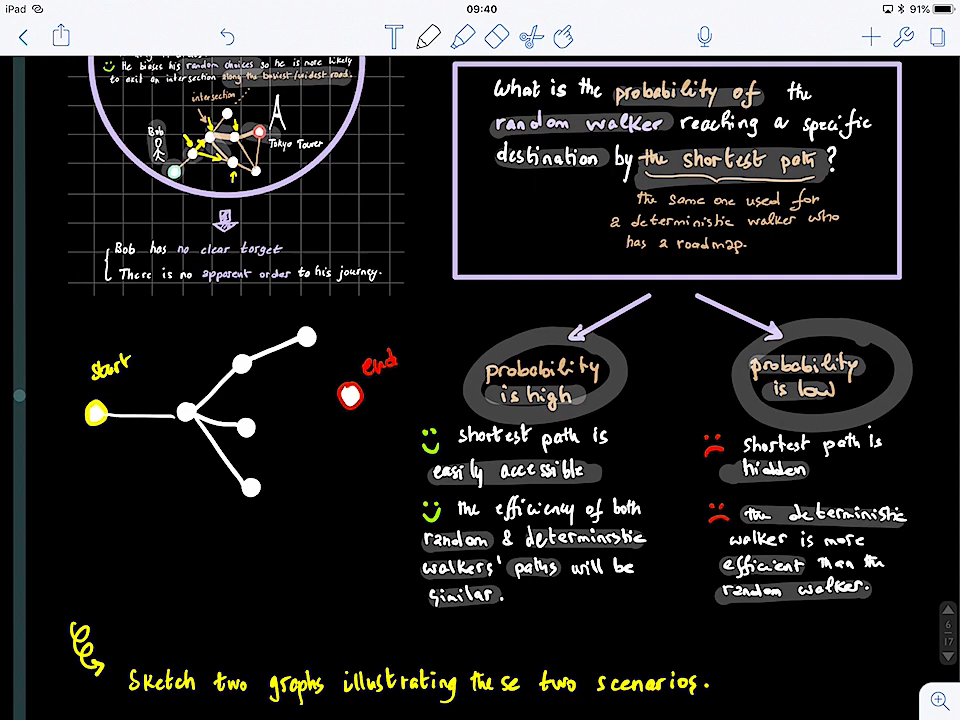 iPad
09:40
91%
He biases his random choices so he is more likely
to exit an intersection along the busiest/widest road.
intersection
Bob
Tokyo Tower
Bob has no clear target
There is no apparent order to his journey.
What is the probability of the
random walker reaching a specific
destination by the shortest path ?
the same one used for
a deterministic walker who
has a roadmap.
start
end
probability
is high
shortest path is
easily accessible
the efficiency of both
random & deterministic
walkers' paths will be
similar.
probability
is low
shortest path is
hidden
the deterministic
walker is more
efficient than the
random walker.
6
17
Sketch two graphs illustrating these two scenarios.